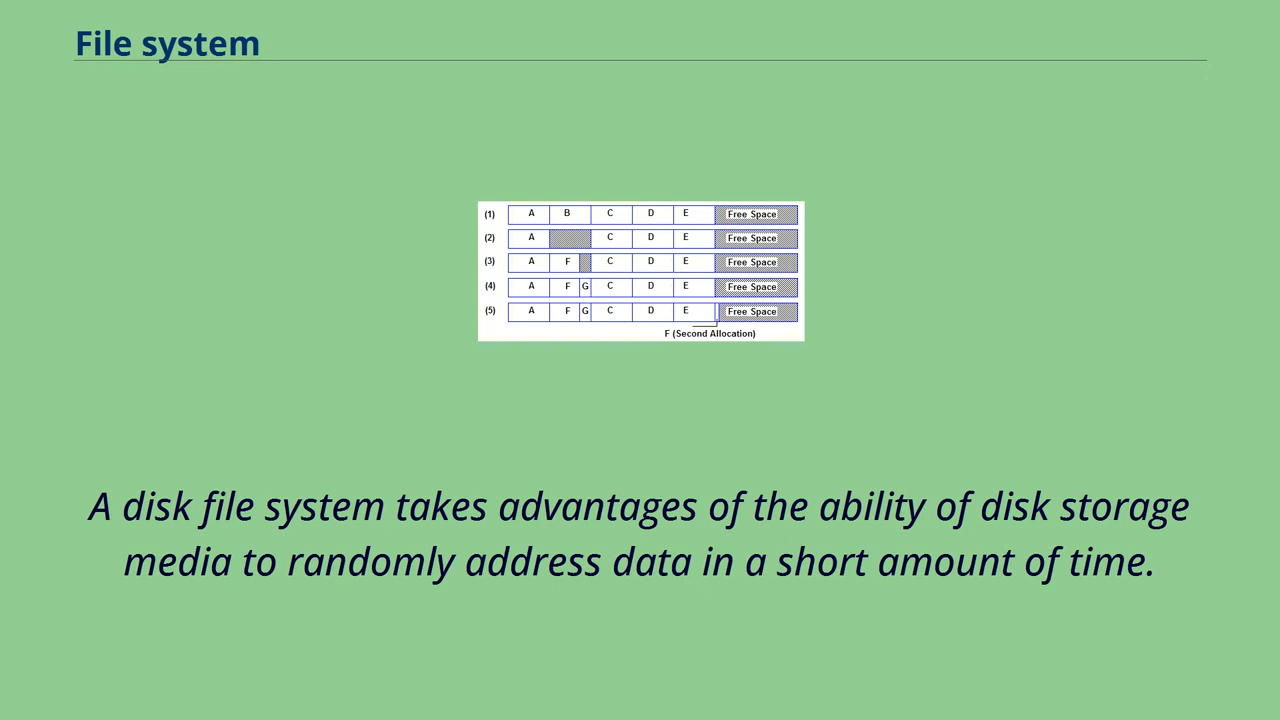 File system
(1) A B C D E Free Space
(2) A C D E Free Space
(3) A F C D E Free Space
(4) A F G C D E Free Space
(5) A F G C D E Free Space
F (Second Allocation)
A disk file system takes advantages of the ability of disk storage
media to randomly address data in a short amount of time.